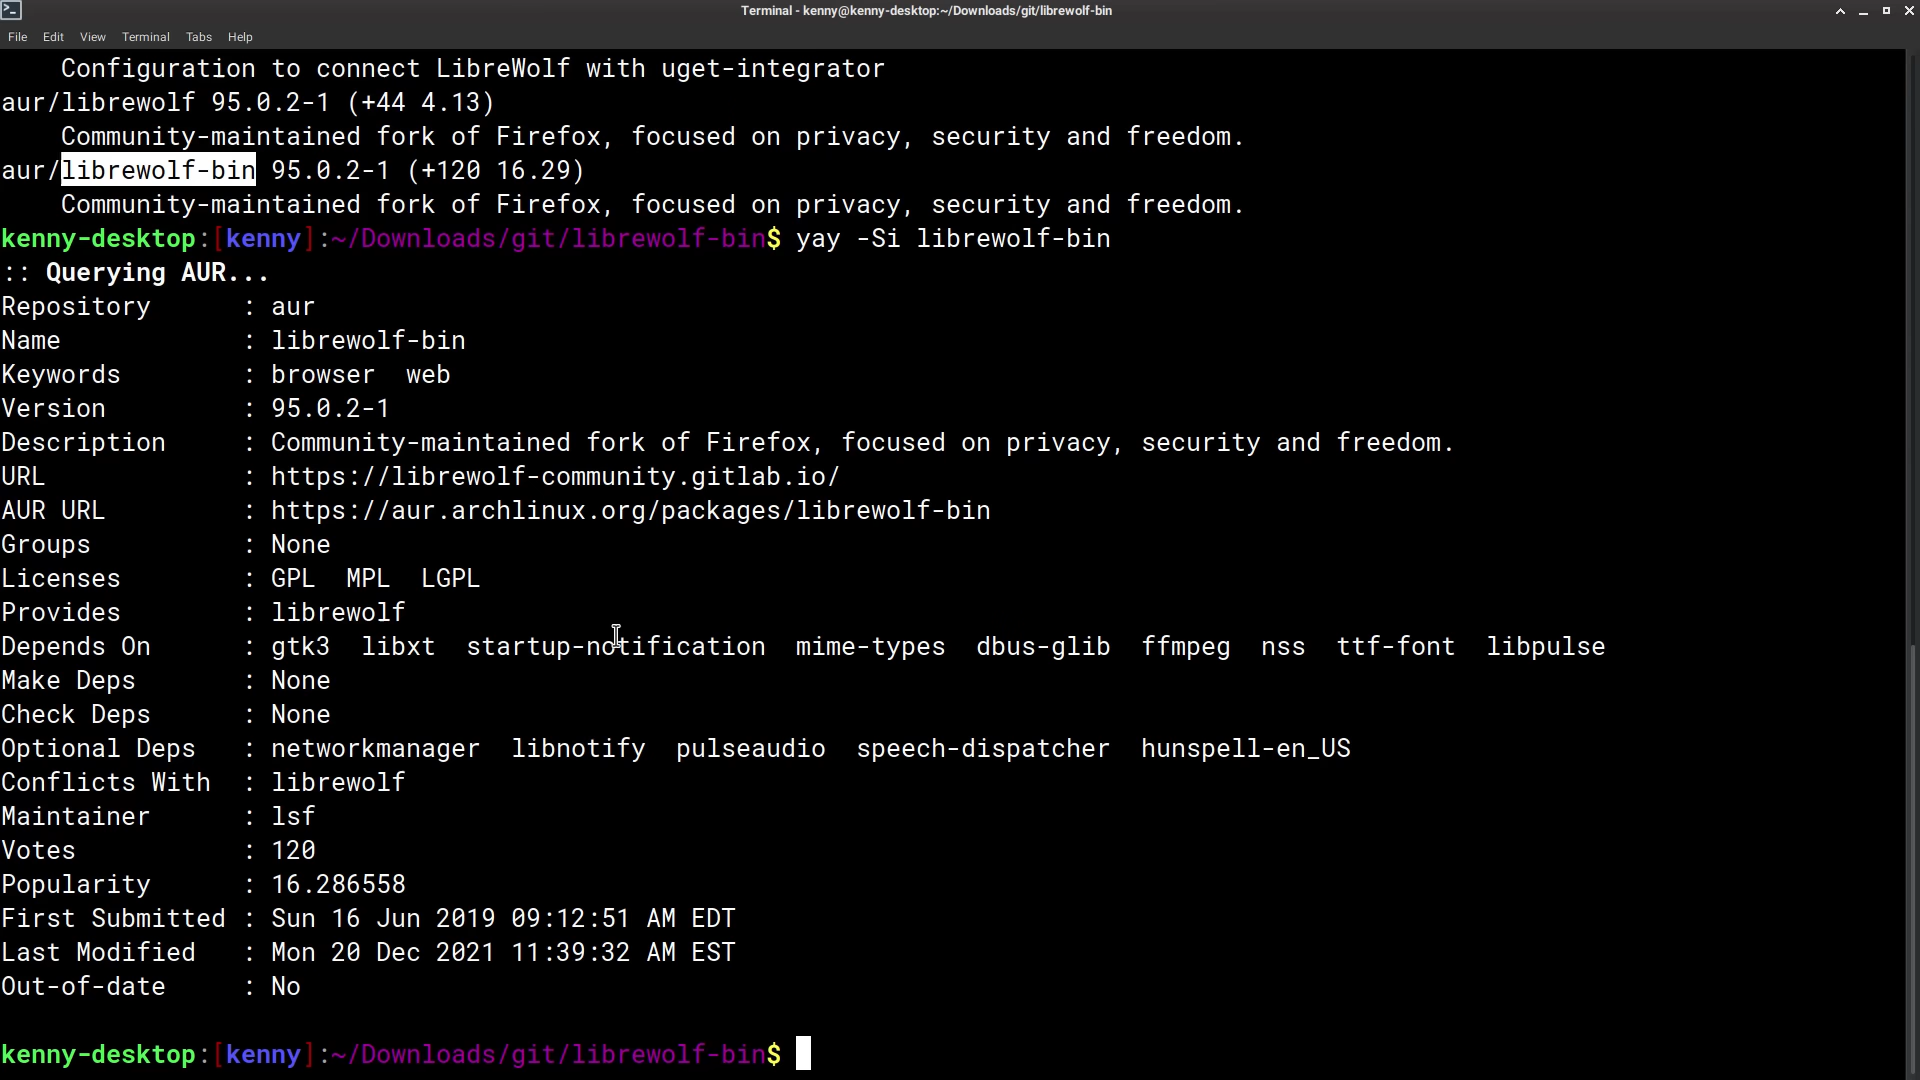 Terminal - kenny@kenny-desktop:~/Downloads/git/librewolf-bin
File Edit View Terminal Tabs Help
    Configuration to connect LibreWolf with uget-integrator
aur/librewolf 95.0.2-1 (+44 4.13)
    Community-maintained fork of Firefox, focused on privacy, security and freedom.
aur/librewolf-bin 95.0.2-1 (+120 16.29)
    Community-maintained fork of Firefox, focused on privacy, security and freedom.
kenny-desktop:[kenny]:~/Downloads/git/librewolf-bin$ yay -Si librewolf-bin
:: Querying AUR...
Repository      : aur
Name            : librewolf-bin
Keywords        : browser  web
Version         : 95.0.2-1
Description     : Community-maintained fork of Firefox, focused on privacy, security and freedom.
URL             : https://librewolf-community.gitlab.io/
AUR URL         : https://aur.archlinux.org/packages/librewolf-bin
Groups          : None
Licenses        : GPL  MPL  LGPL
Provides        : librewolf
Depends On      : gtk3  libxt  startup-notification  mime-types  dbus-glib  ffmpeg  nss  ttf-font  libpulse
Make Deps       : None
Check Deps      : None
Optional Deps   : networkmanager  libnotify  pulseaudio  speech-dispatcher  hunspell-en_US
Conflicts With  : librewolf
Maintainer      : lsf
Votes           : 120
Popularity      : 16.286558
First Submitted : Sun 16 Jun 2019 09:12:51 AM EDT
Last Modified   : Mon 20 Dec 2021 11:39:32 AM EST
Out-of-date     : No
kenny-desktop:[kenny]:~/Downloads/git/librewolf-bin$